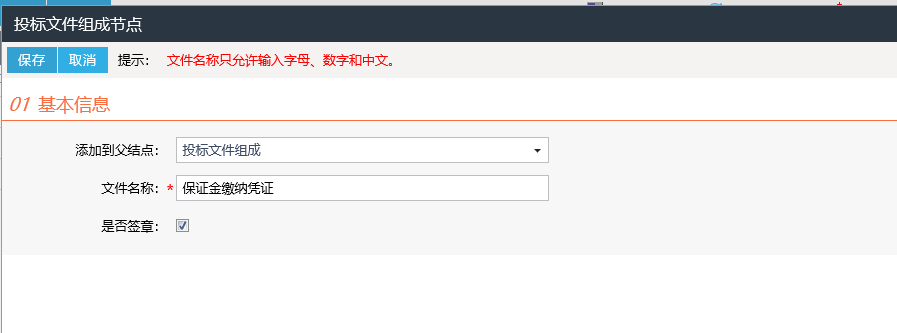 投标文件组成节点
保存 取消 提示： 文件名称只允许输入字母、数字和中文。
01 基本信息
添加到父结点： 投标文件组成
文件名称： * 保证金缴纳凭证
是否签章：